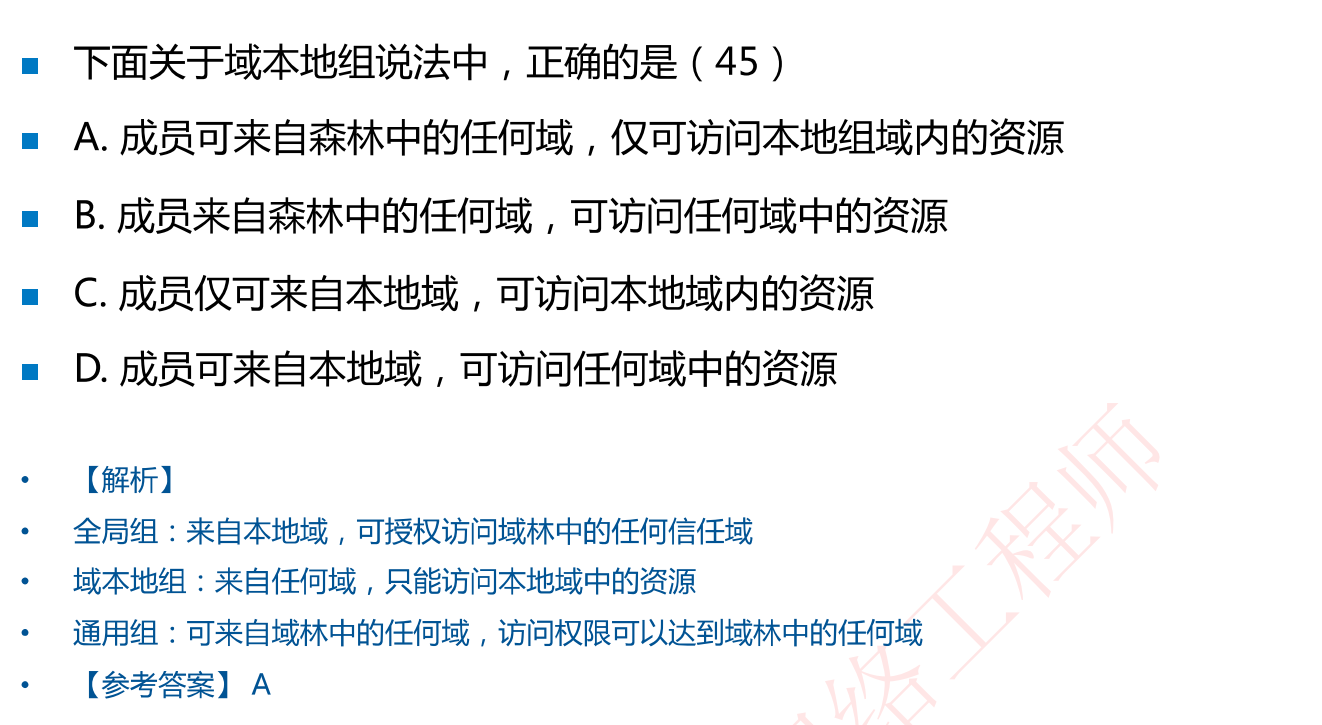 ■ 下面关于域本地组说法中，正确的是（45）
■ A. 成员可来自森林中的任何域，仅可访问本地组域内的资源
■ B. 成员来自森林中的任何域，可访问任何域中的资源
■ C. 成员仅可来自本地域，可访问本地域内的资源
■ D. 成员可来自本地域，可访问任何域中的资源
• 【解析】
• 全局组：来自本地域，可授权访问域林中的任何信任域
• 域本地组：来自任何域，只能访问本地域中的资源
• 通用组：可来自域林中的任何域，访问权限可以达到域林中的任何域
• 【参考答案】 A
络工程师